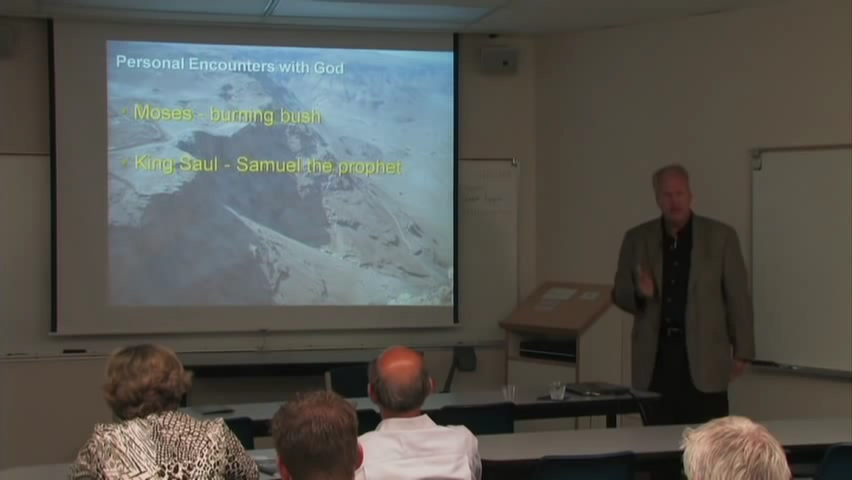 Personal Encounters with God
• Moses - burning bush
• King Saul - Samuel the prophet